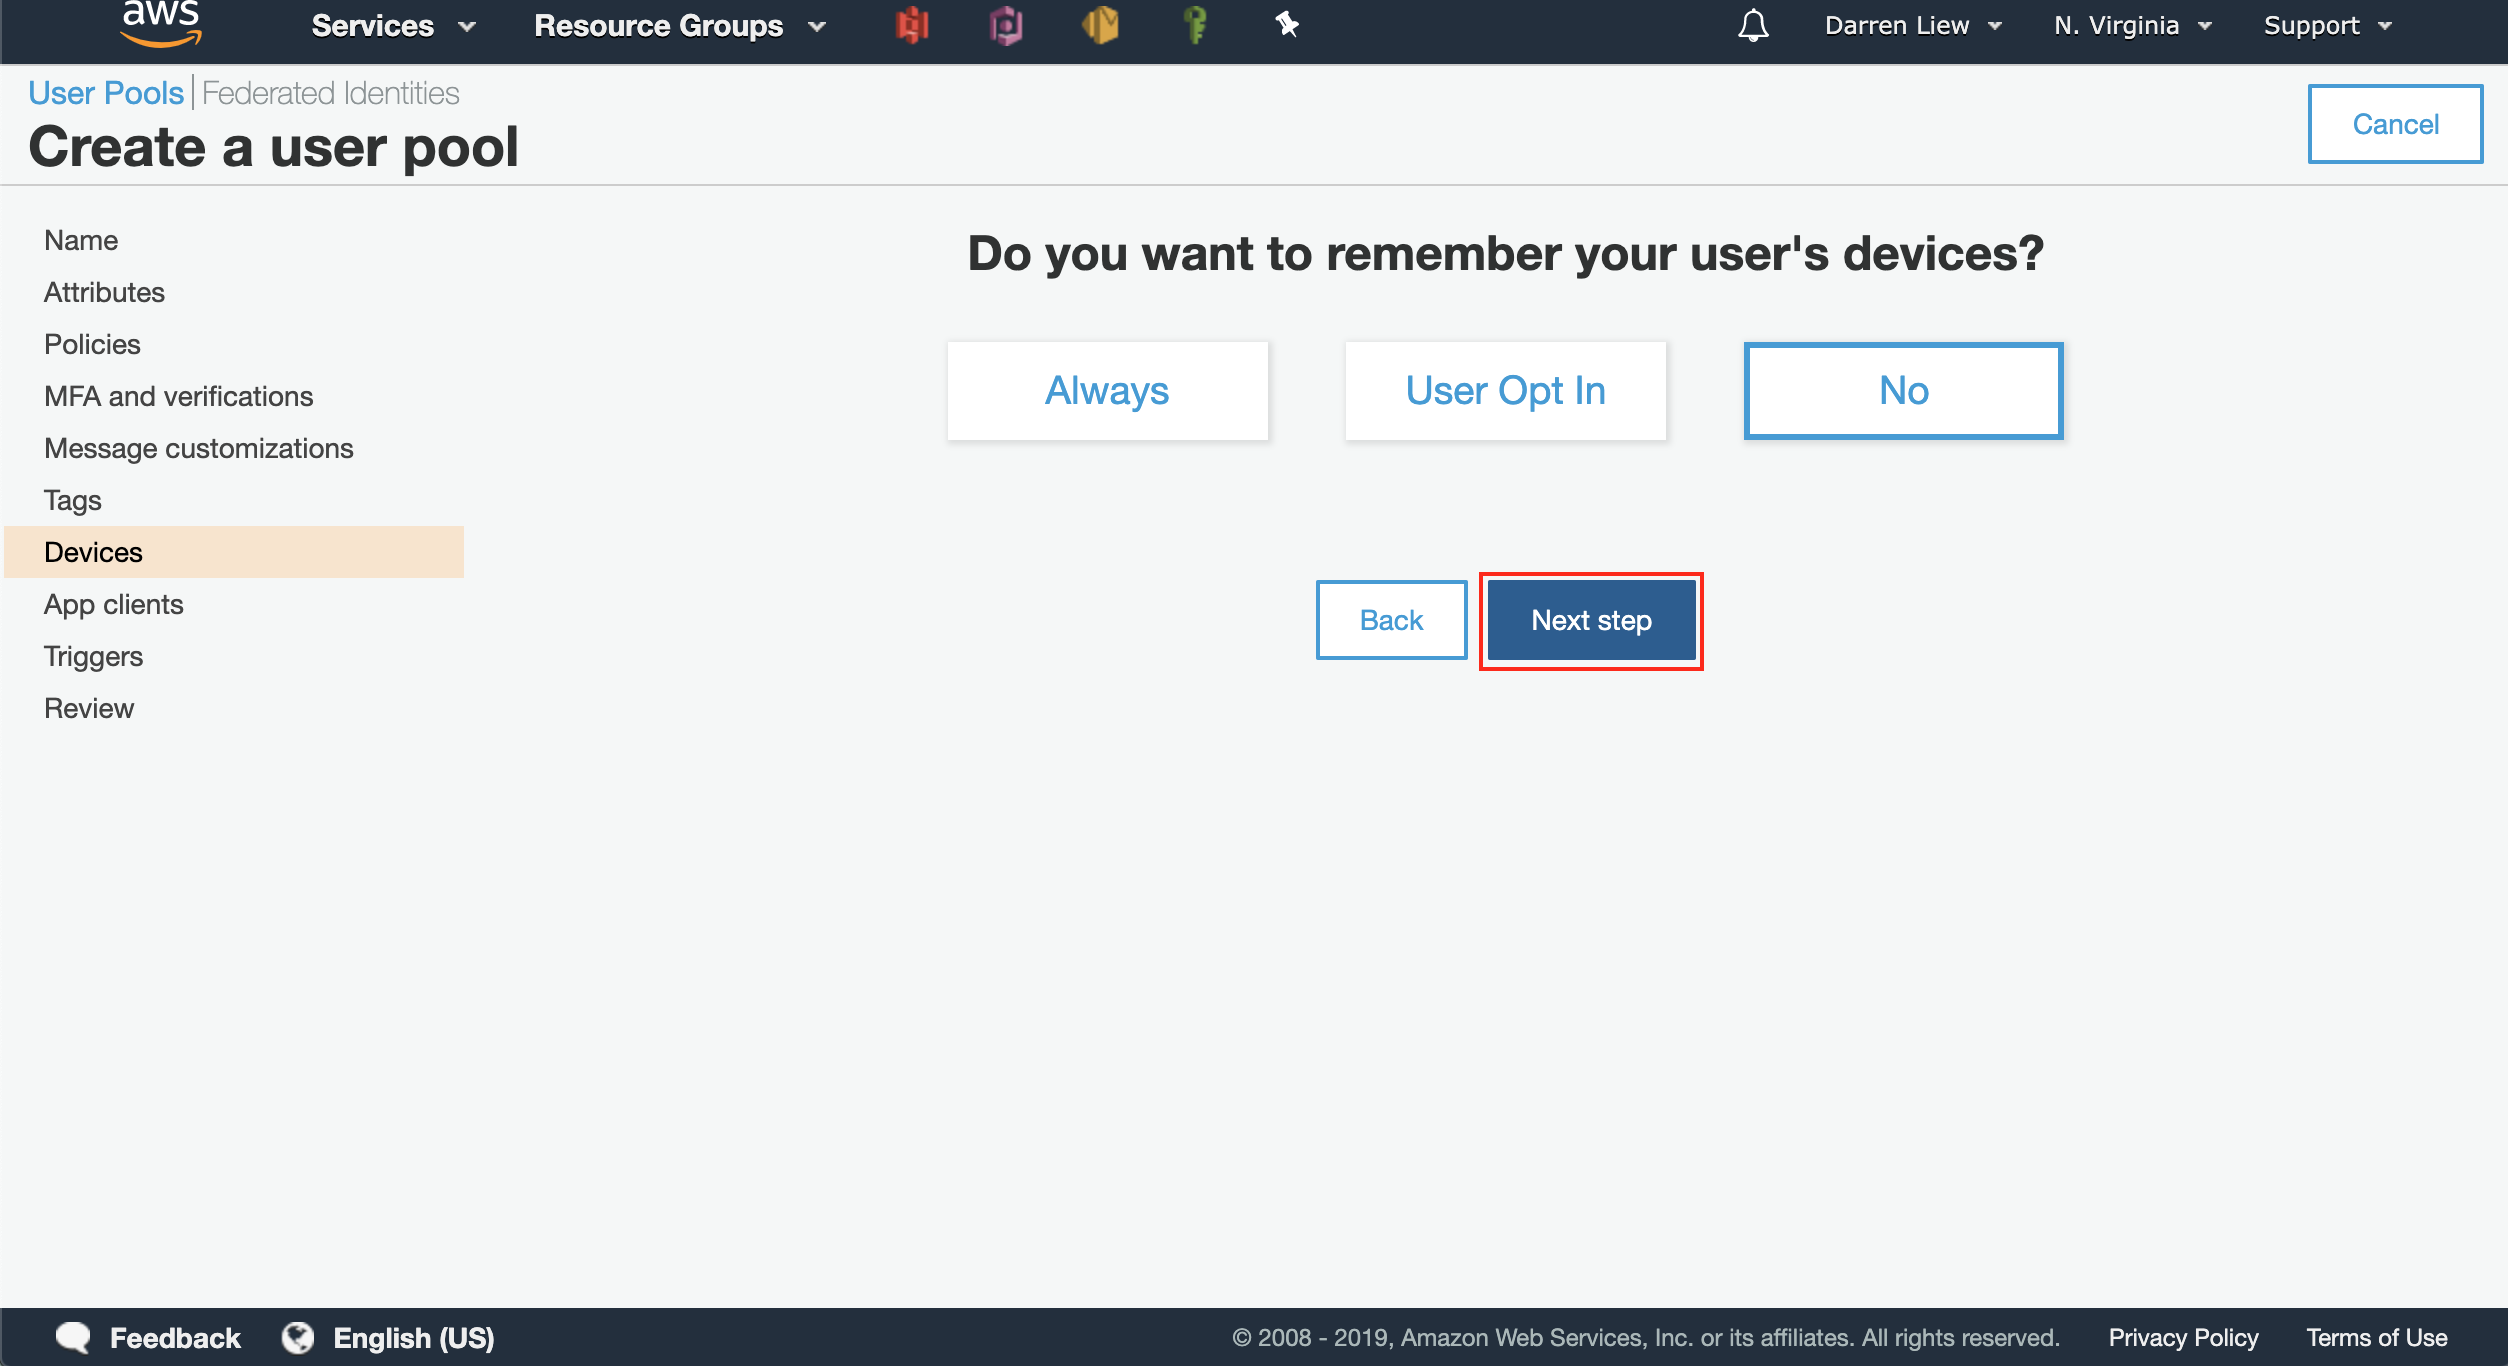 aws Services Resource Groups Darren Liew N. Virginia Support
User Pools | Federated Identities
Create a user pool
Cancel
Name
Attributes
Policies
MFA and verifications
Message customizations
Tags
Devices
App clients
Triggers
Review
Do you want to remember your user's devices?
Always User Opt In No
Back Next step
Feedback English (US) © 2008 - 2019, Amazon Web Services, Inc. or its affiliates. All rights reserved. Privacy Policy Terms of Use